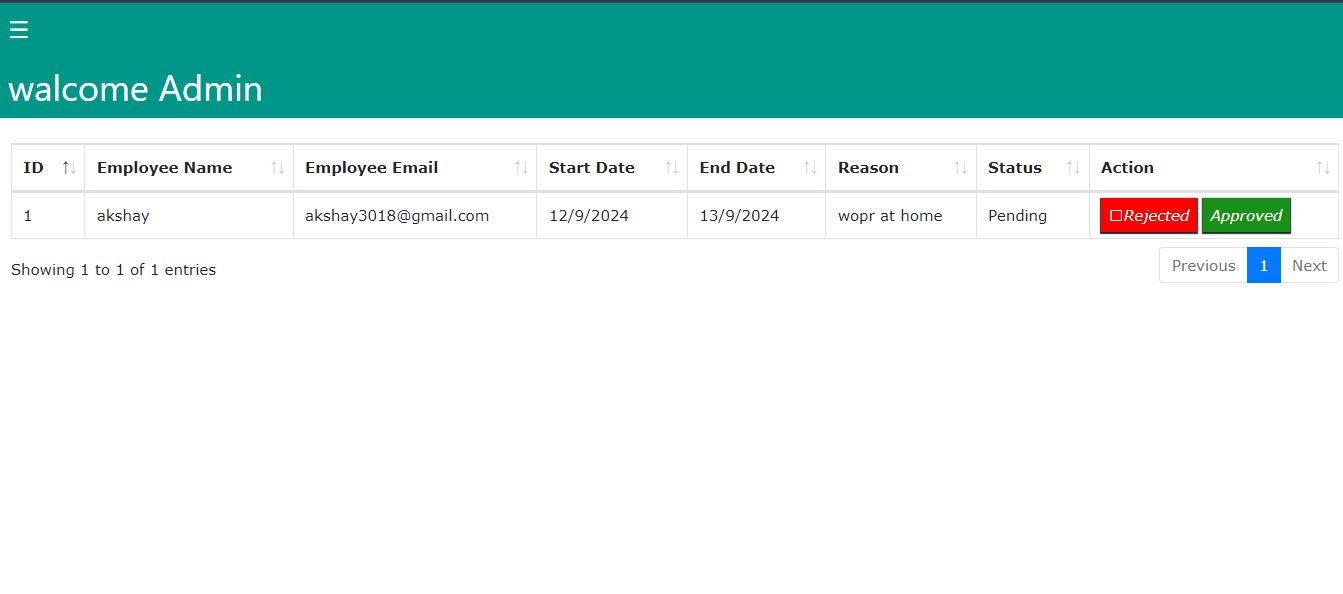 ☰
walcome Admin
ID Employee Name Employee Email Start Date End Date Reason Status Action
1 akshay akshay3018@gmail.com 12/9/2024 13/9/2024 wopr at home Pending Rejected Approved
Showing 1 to 1 of 1 entries Previous 1 Next